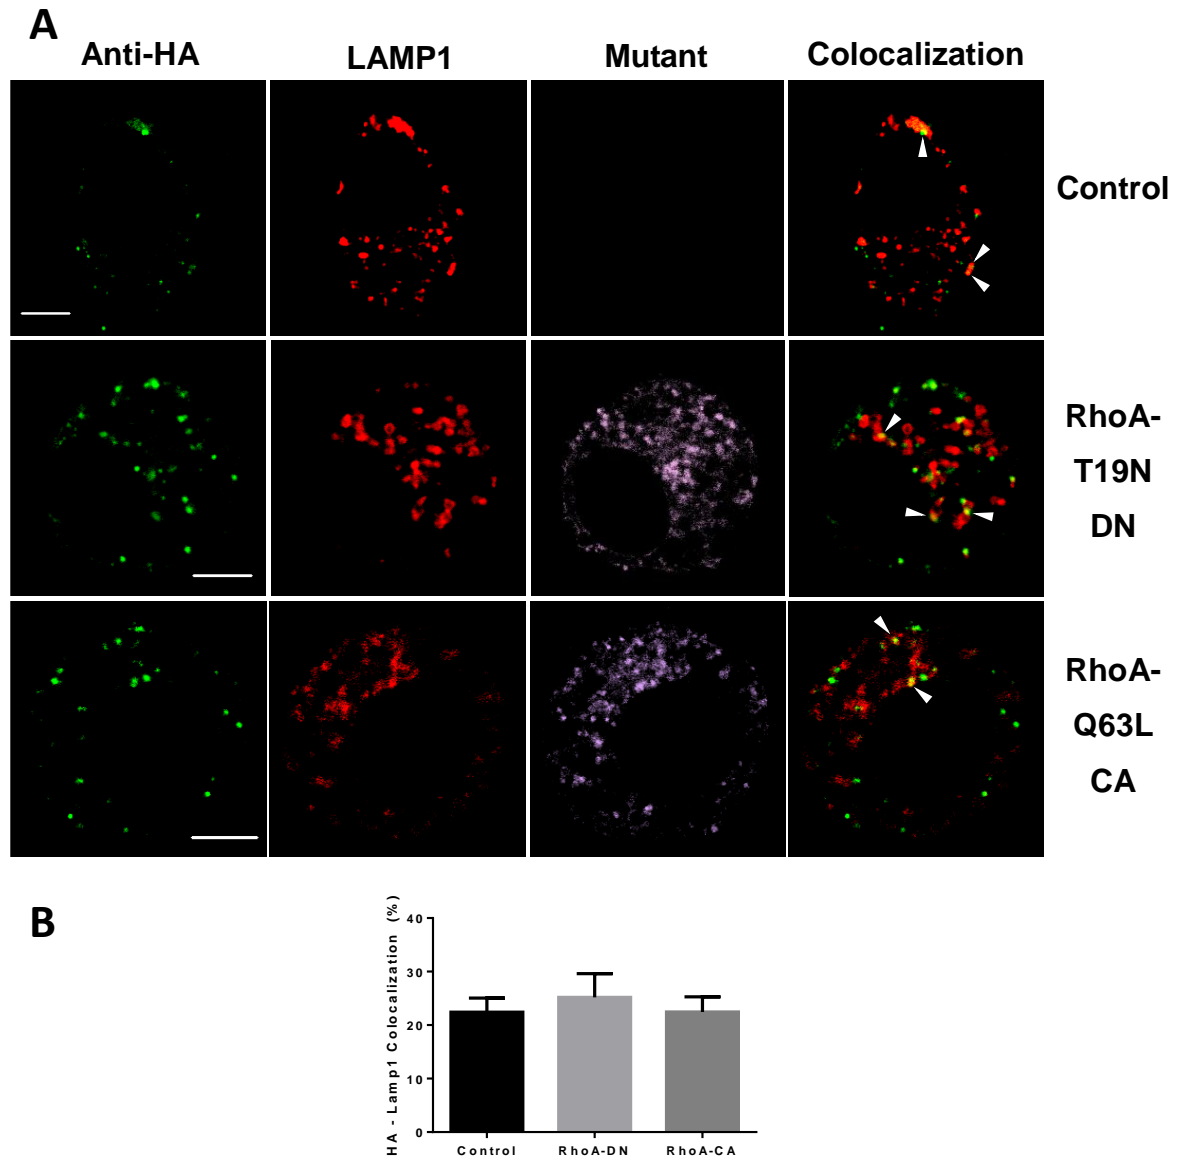 A
Anti-HA
LAMP1
Mutant
Colocalization
Control
RhoA-
T19N
DN
RhoA-
Q63L
CA
B
HA - Lamp1 Colocalization (%)
40
30
20
10
0
Control
RhoA-DN
RhoA-CA